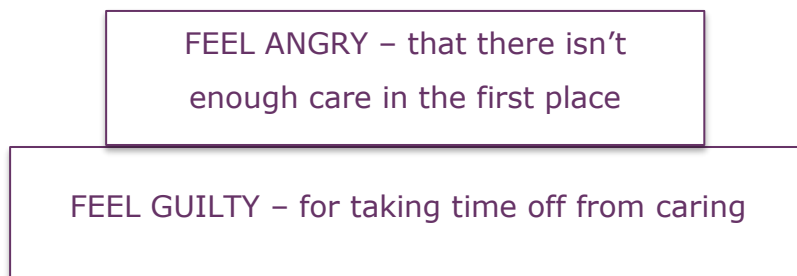 FEEL ANGRY – that there isn’t
enough care in the first place
FEEL GUILTY – for taking time off from caring